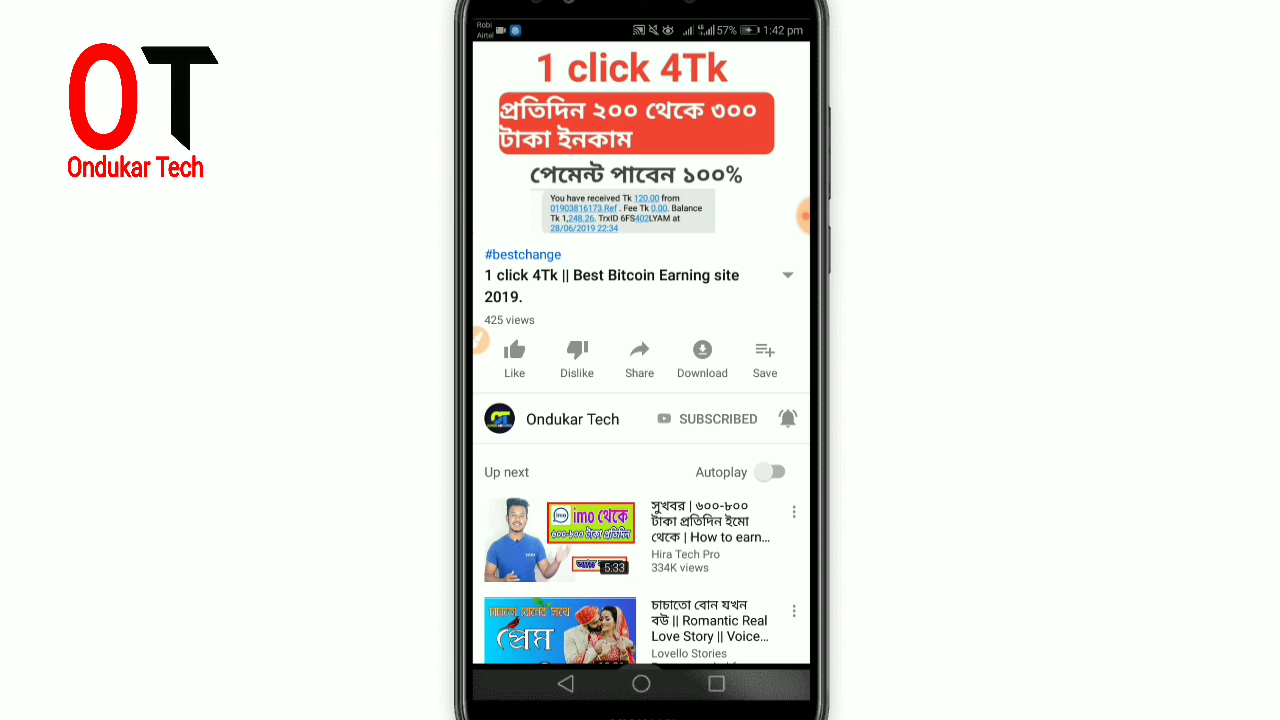 OT
Ondukar Tech
Robi
Airtel
57% 1:42 pm
1 click 4Tk
প্রতিদিন ২০০ থেকে ৩০০
টাকা ইনকাম
পেমেন্ট পাবেন ১০০%
You have received Tk 120.00 from
01903816173.Ref . Fee Tk 0.00. Balance
Tk 1,248.26. TrxID 6FS402LYAM at
28/06/2019 22:34
#bestchange
1 click 4Tk || Best Bitcoin Earning site
2019.
425 views
Like Dislike Share Download Save
Ondukar Tech SUBSCRIBED
Up next Autoplay
imo থেকে
৬০০-৮০০ টাকা প্রতিদিন
5:33
সুখবর | ৬০০-৮০০
টাকা প্রতিদিন ইমো
থেকে | How to earn...
Hira Tech Pro
334K views
চাচাতো বোনের সাথে
প্রেম
চাচাতো বোন যখন
বউ || Romantic Real
Love Story || Voice...
Lovello Stories